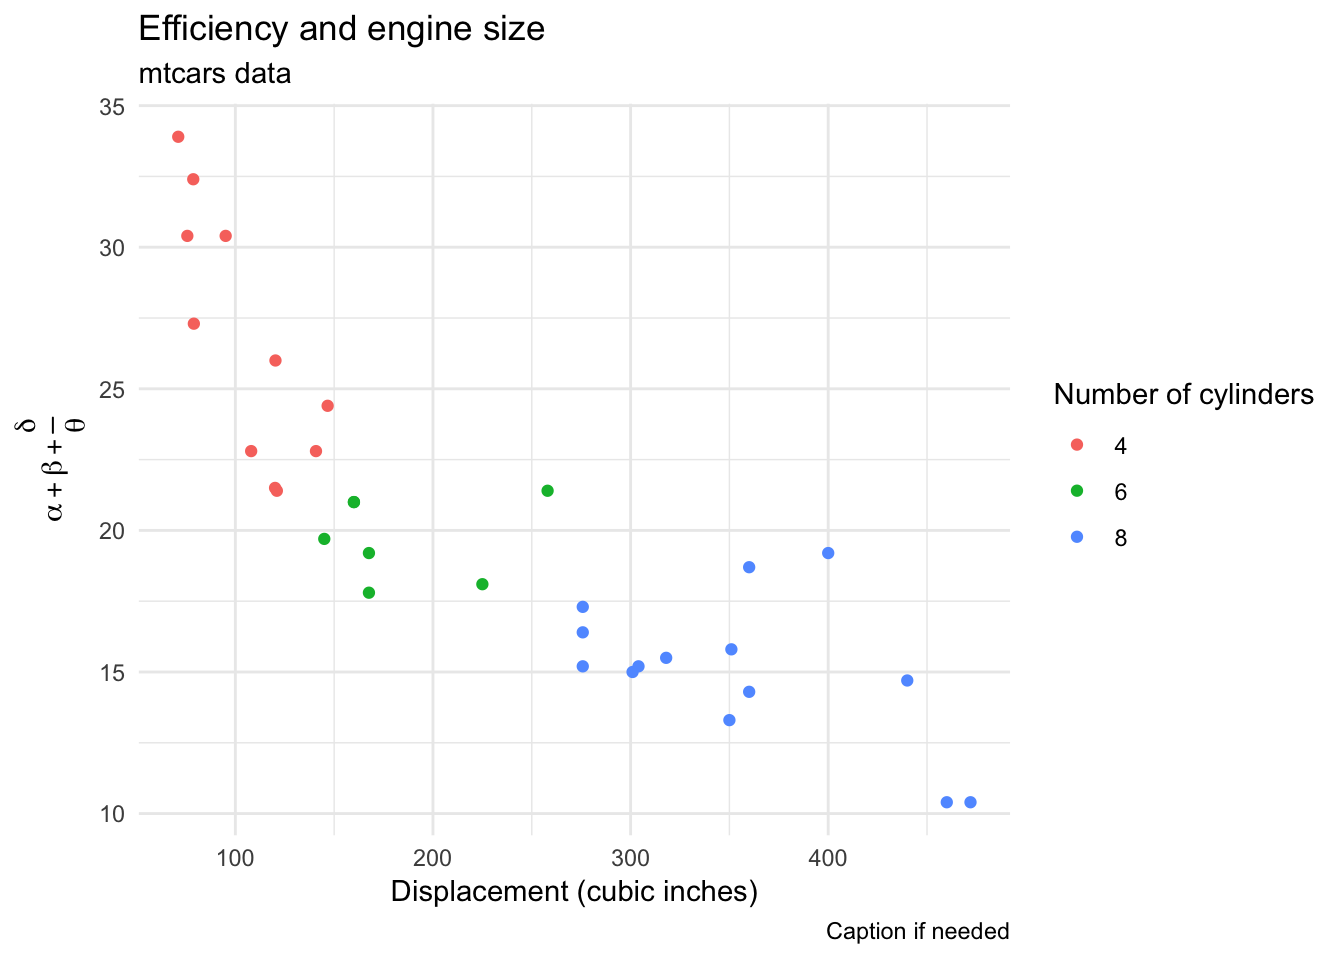 Efficiency and engine size
mtcars data
35
30
25
20
15
10
α + β + δ/θ
100 200 300 400
Displacement (cubic inches)
Number of cylinders
4
6
8
Caption if needed